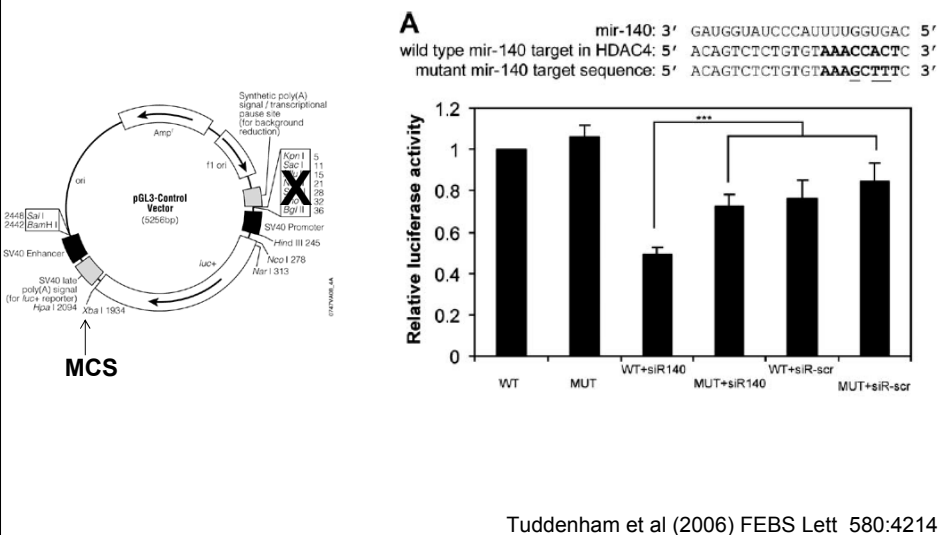 A
mir-140: 3’ GAUGGUAUCCCAUUUUGGUGAC 5’
wild type mir-140 target in HDAC4: 5’ ACAGTCTCTGTGTAAACCACTC 3’
mutant mir-140 target sequence: 5’ ACAGTCTCTGTGTAAAGCTTTC 3’
Synthetic poly(A)
signal / transcriptional
pause site
(for background
reduction)
Ampr
f1 ori
ori
Kpn I 5
Sac I 11
15
21
28
32
Bgl II 36
X
pGL3-Control
Vector
(5256bp)
2448 Sal I
2442 BamH I
SV40 Promoter
SV40 Enhancer
Hind III 245
Nco I 278
Nar I 313
luc+
SV40 late
poly(A) signal
(for luc+ reporter)
Hpa I 2094
Xba I 1934
MCS
Relative luciferase activity
1.2
1
0.8
0.6
0.4
0.2
0
***
WT
MUT
WT+siR140
MUT+siR140
WT+siR-scr
MUT+siR-scr
Tuddenham et al (2006) FEBS Lett 580:4214